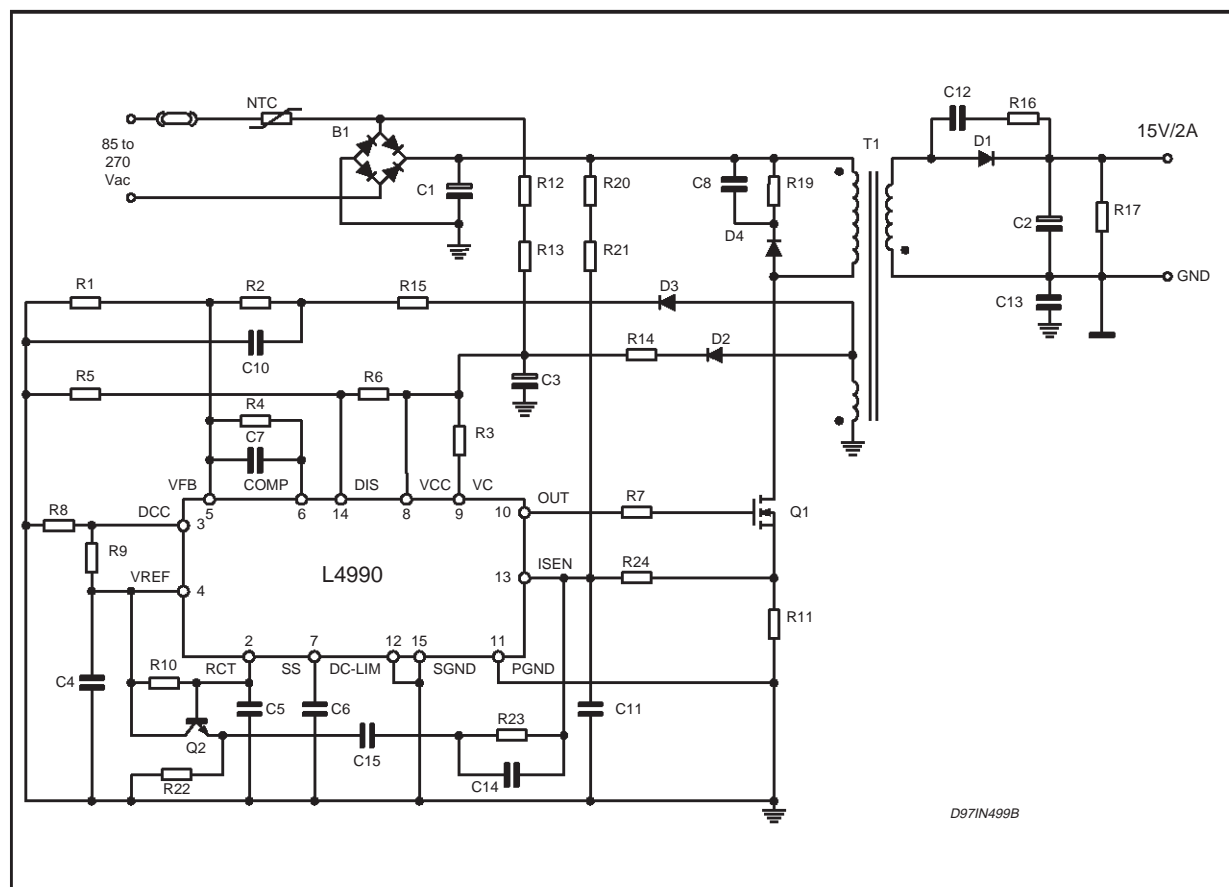 NTC
B1
85 to
270
Vac
C1
R12
R13
R20
R21
C8
R19
D4
T1
C12
R16
D1
15V/2A
C2
R17
GND
C13
R1
R2
R15
D3
C10
R14
D2
R5
R6
C3
R4
C7
R3
VFB
COMP
DIS
VCC
VC
OUT
5
6
14
8
9
10
R7
Q1
R8
DCC
3
R9
VREF
4
L4990
13
ISEN
R24
R11
2
7
12
15
11
R10
RCT
SS
DC-LIM
SGND
PGND
C4
C5
C6
Q2
R22
C15
R23
C14
C11
D97IN499B